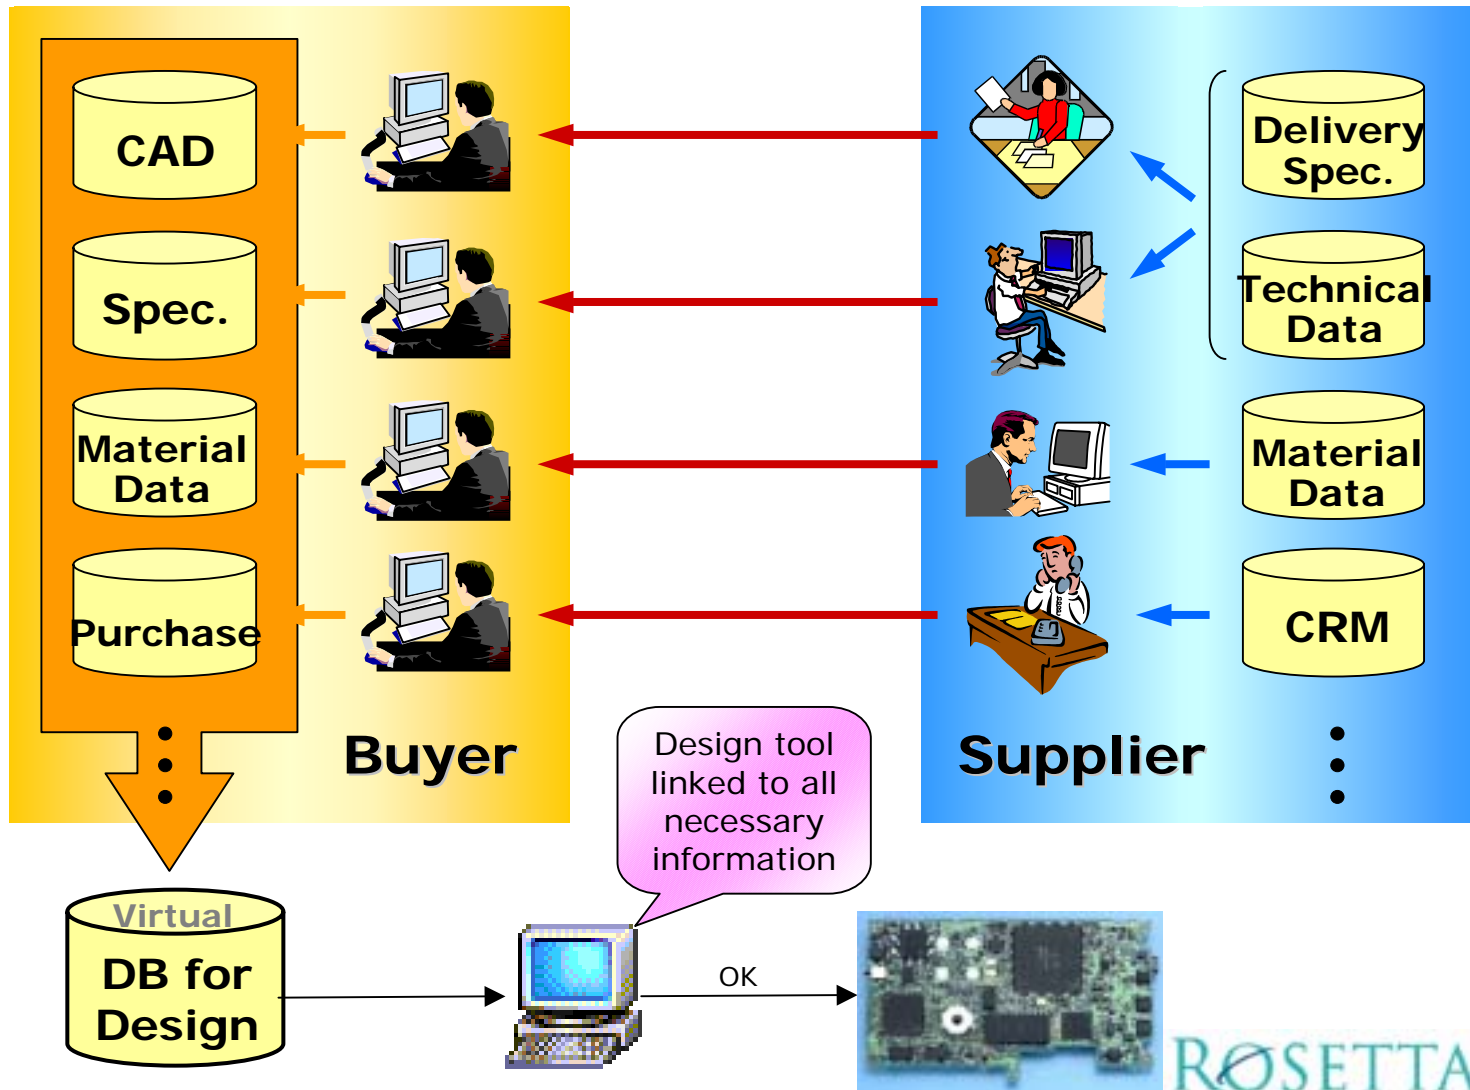 CAD
Spec.
Material
Data
Purchase
Buyer
Delivery
Spec.
Technical
Data
Material
Data
CRM
Supplier
Design tool
linked to all
necessary
information
Virtual
DB for
Design
OK
ROSETTA